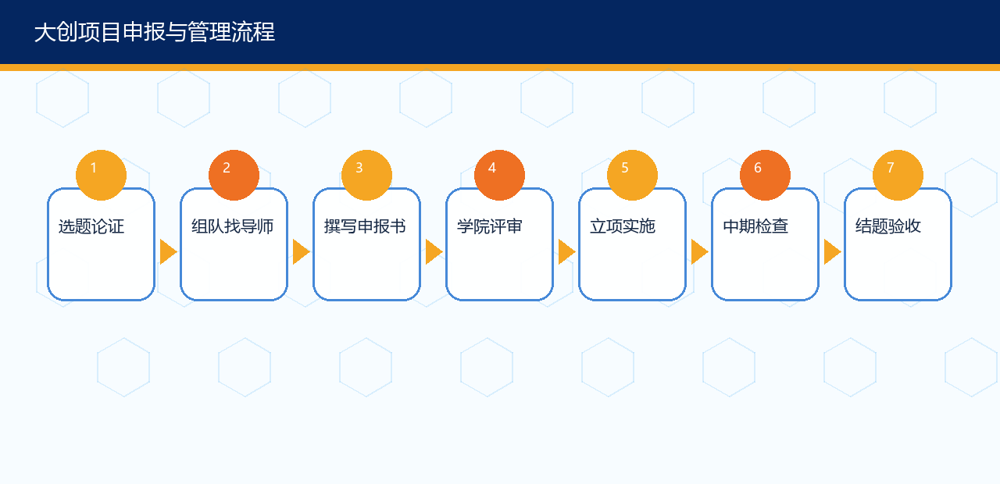 大创项目申报与管理流程
1
2
3
4
5
6
7
选题论证
组队找导师
撰写申报书
学院评审
立项实施
中期检查
结题验收